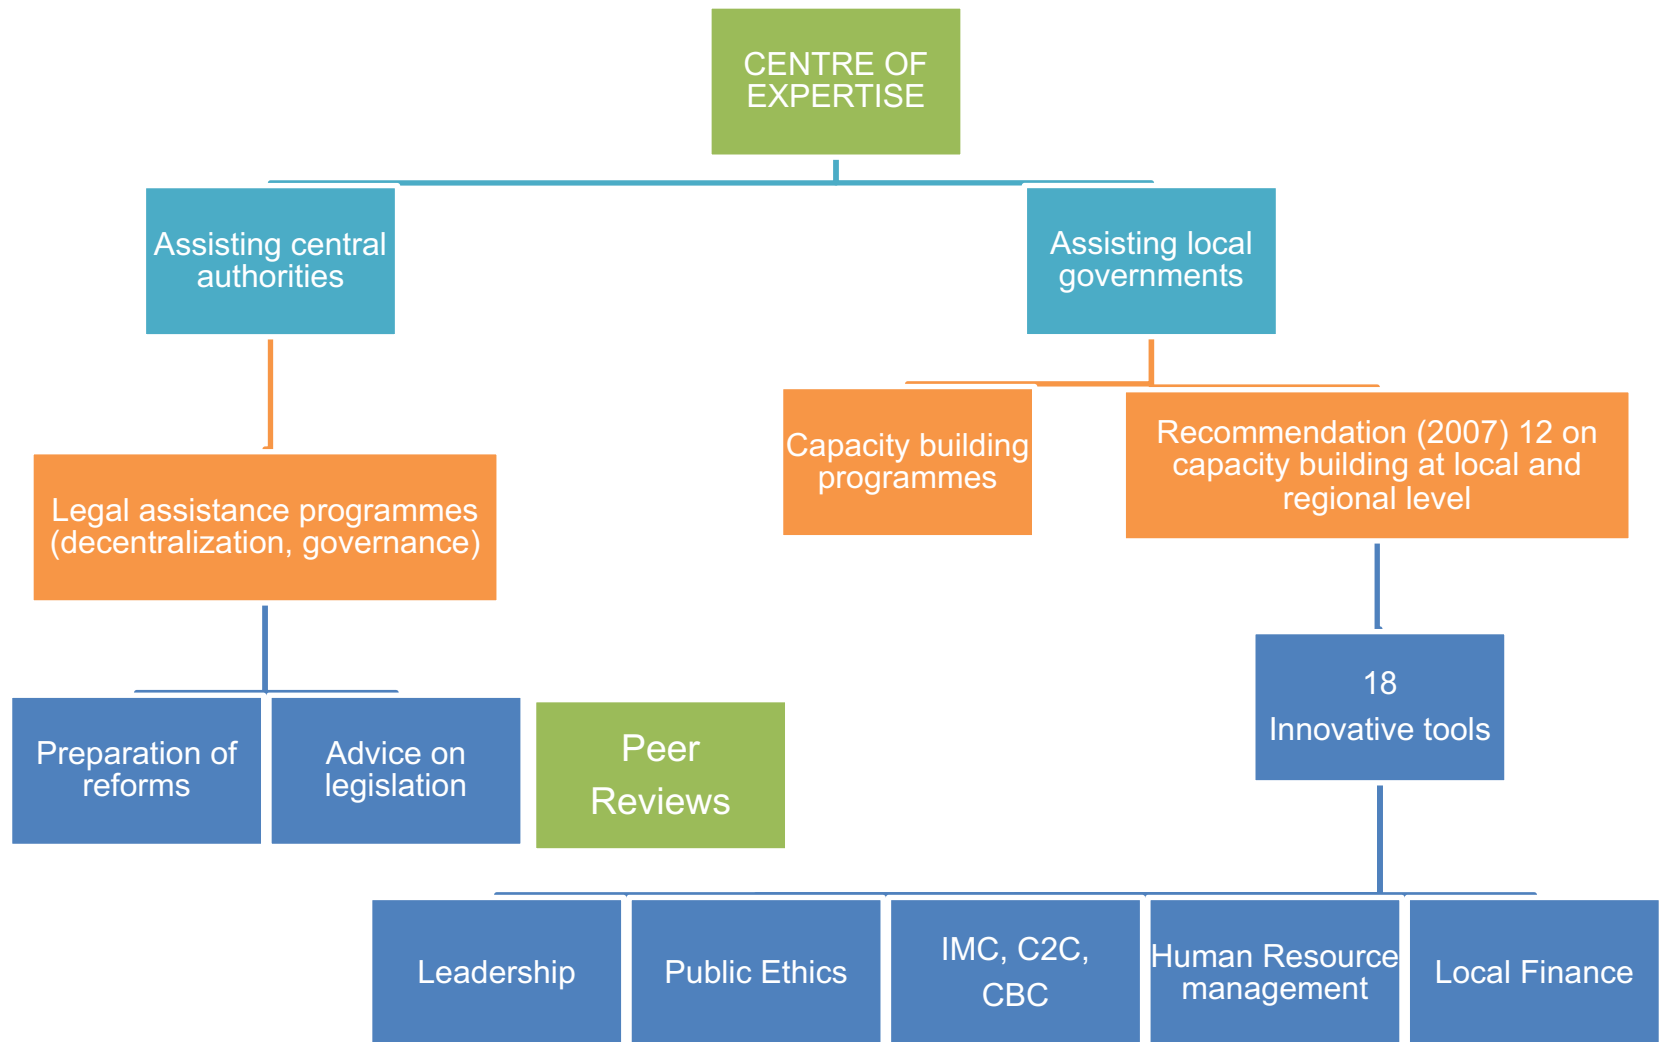 CENTRE OF
EXPERTISE
Assisting central
authorities
Assisting local
governments
Capacity building
programmes
Recommendation (2007) 12 on
capacity building at local and
regional level
Legal assistance programmes
(decentralization, governance)
18
Innovative tools
Preparation of
reforms
Advice on
legislation
Peer
Reviews
Leadership
Public Ethics
IMC, C2C,
CBC
Human Resource
management
Local Finance